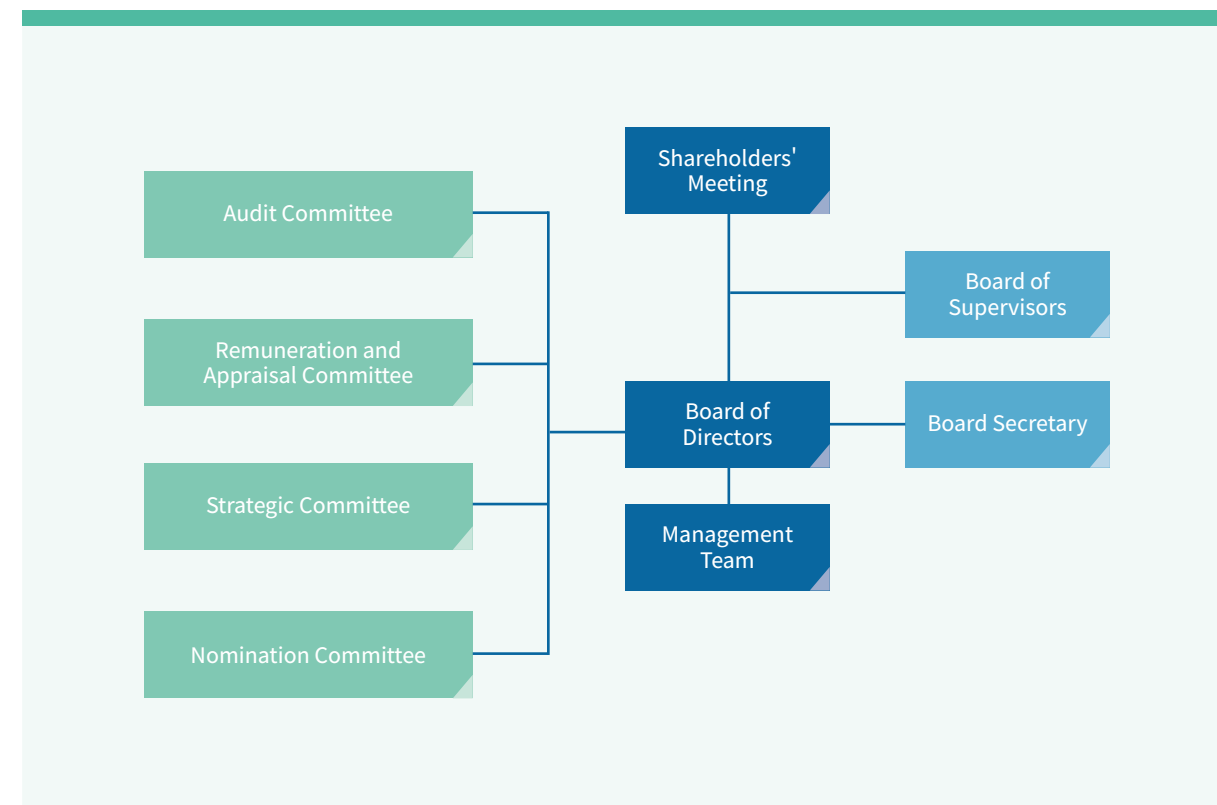 Shareholders'
Meeting
Audit Committee
Board of
Supervisors
Remuneration and
Appraisal Committee
Board of
Directors
Board Secretary
Strategic Committee
Management
Team
Nomination Committee